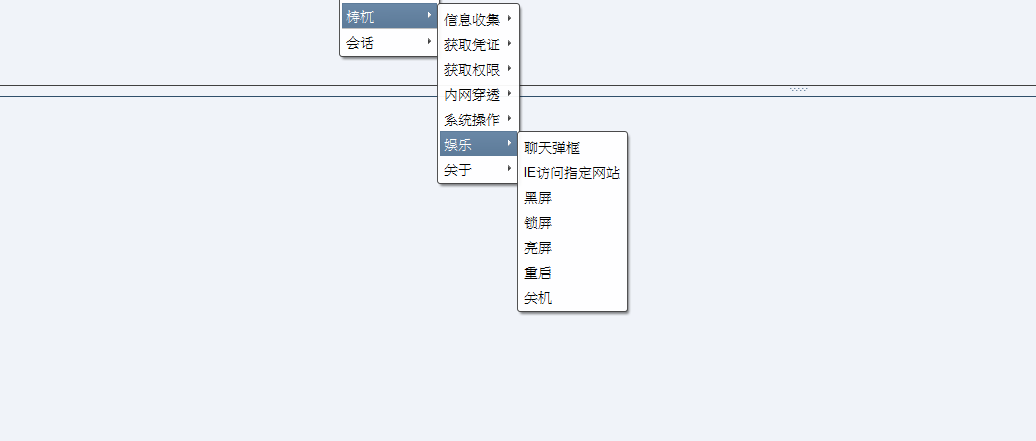 梼杌
会话
信息收集
获取凭证
获取权限
内网穿透
系统操作
娱乐
关于
聊天弹框
IE访问指定网站
黑屏
锁屏
亮屏
重启
关机